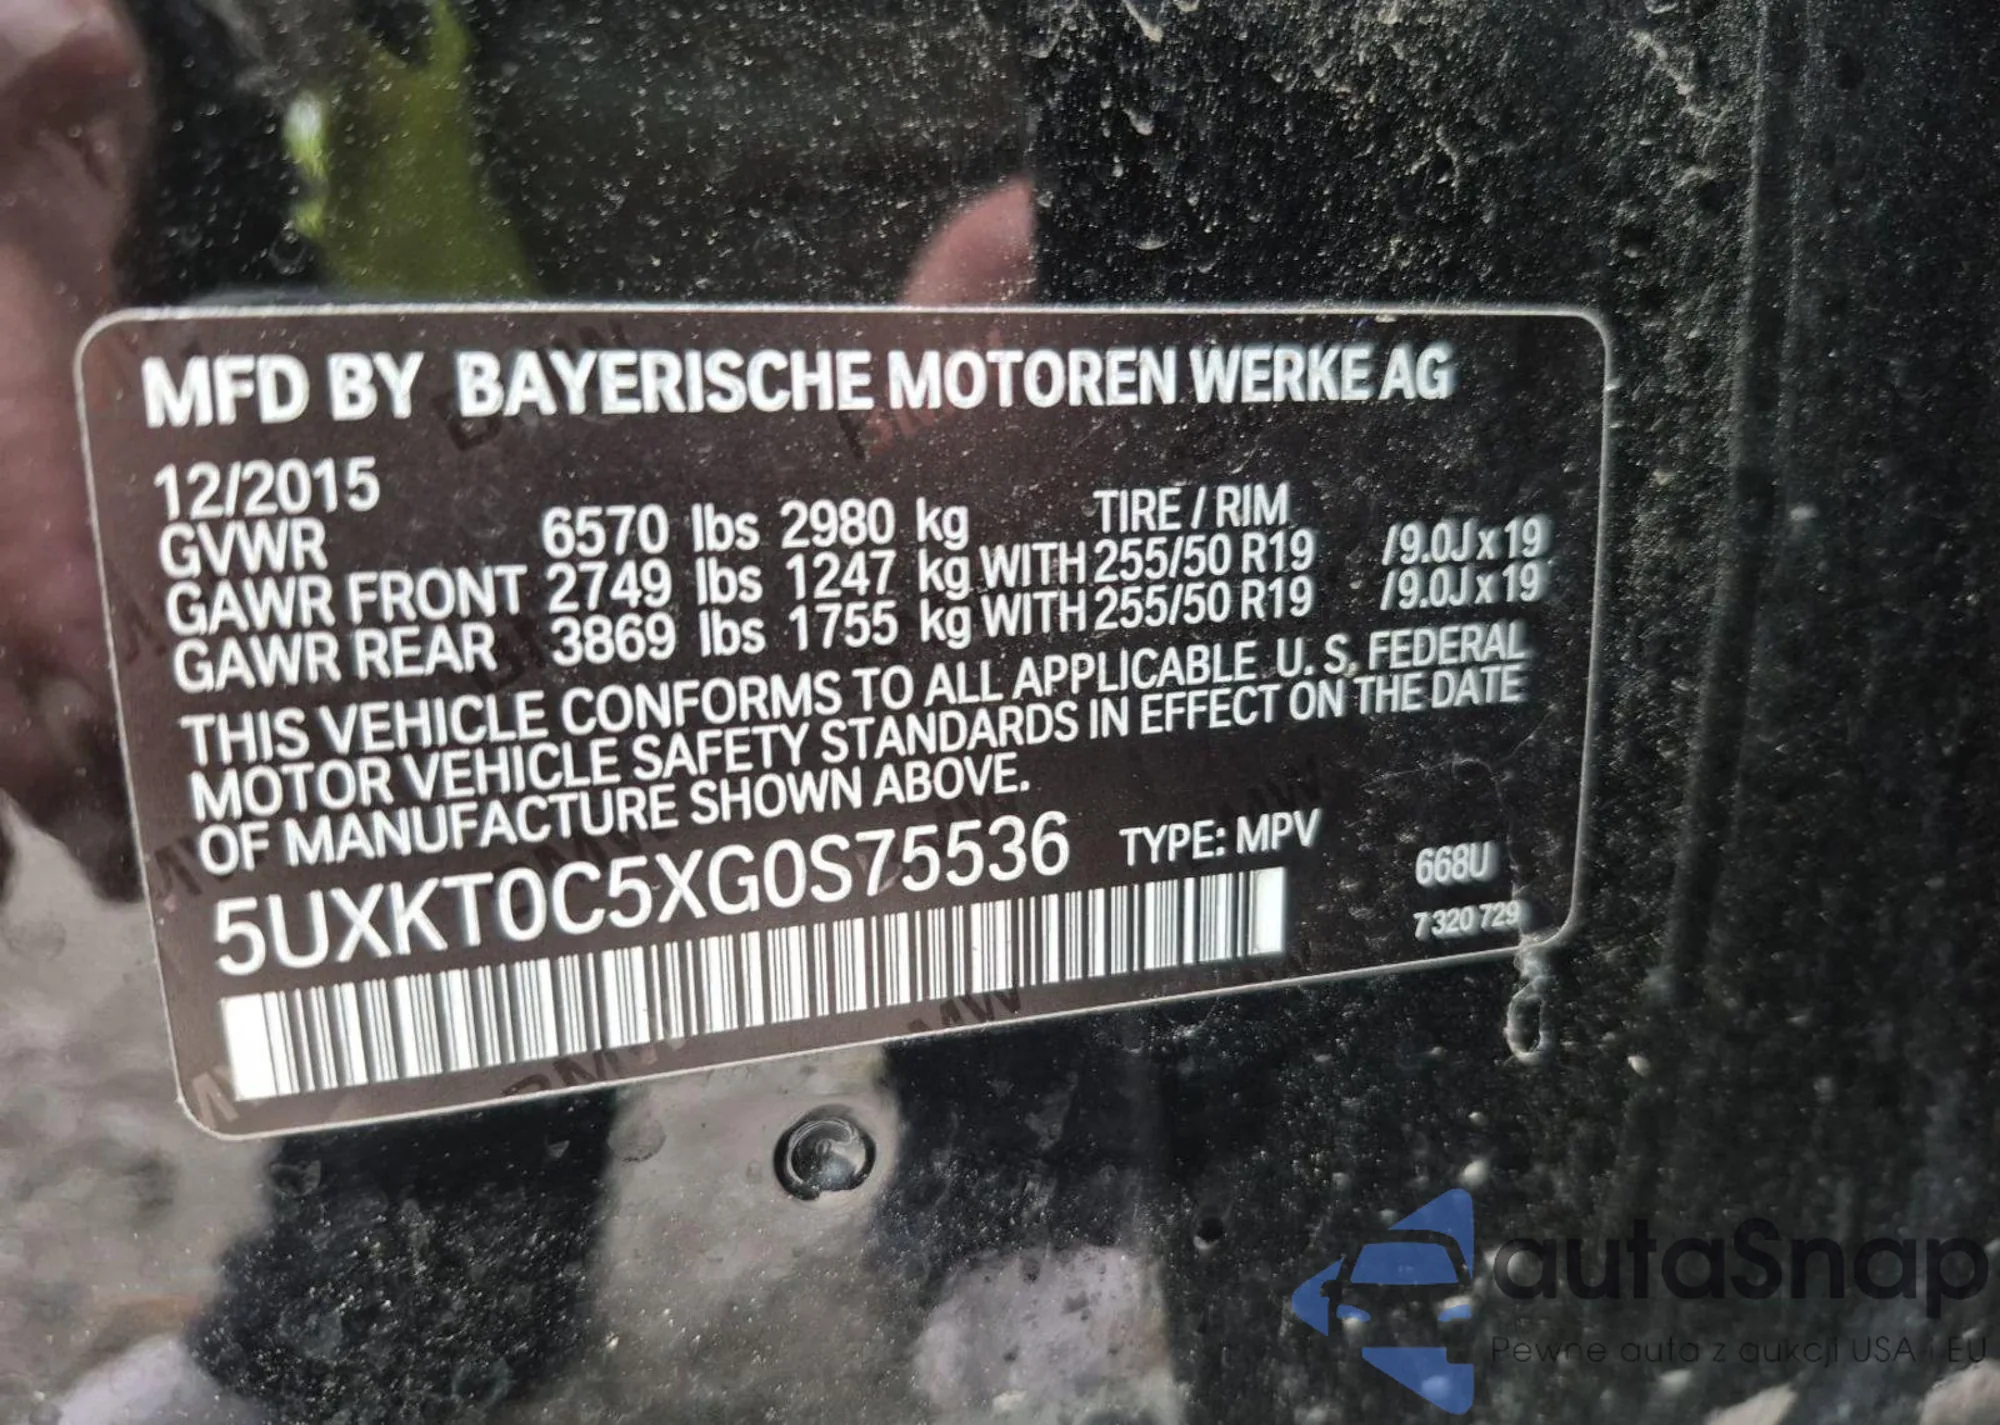 MFD BY BAYERISCHE MOTOREN WERKE AG
12/2015 TIRE / RIM
GVWR 6570 lbs 2980 kg
GAWR FRONT 2749 lbs 1247 kg WITH 255/50 R19 /9.0J x 19
GAWR REAR 3869 lbs 1755 kg WITH 255/50 R19 /9.0J x 19
THIS VEHICLE CONFORMS TO ALL APPLICABLE U. S. FEDERAL
MOTOR VEHICLE SAFETY STANDARDS IN EFFECT ON THE DATE
OF MANUFACTURE SHOWN ABOVE.
5UXKT0C5XG0S75536 TYPE: MPV 668U
7 320 729
autaSnap
Pewne auta z aukcji USA i EU